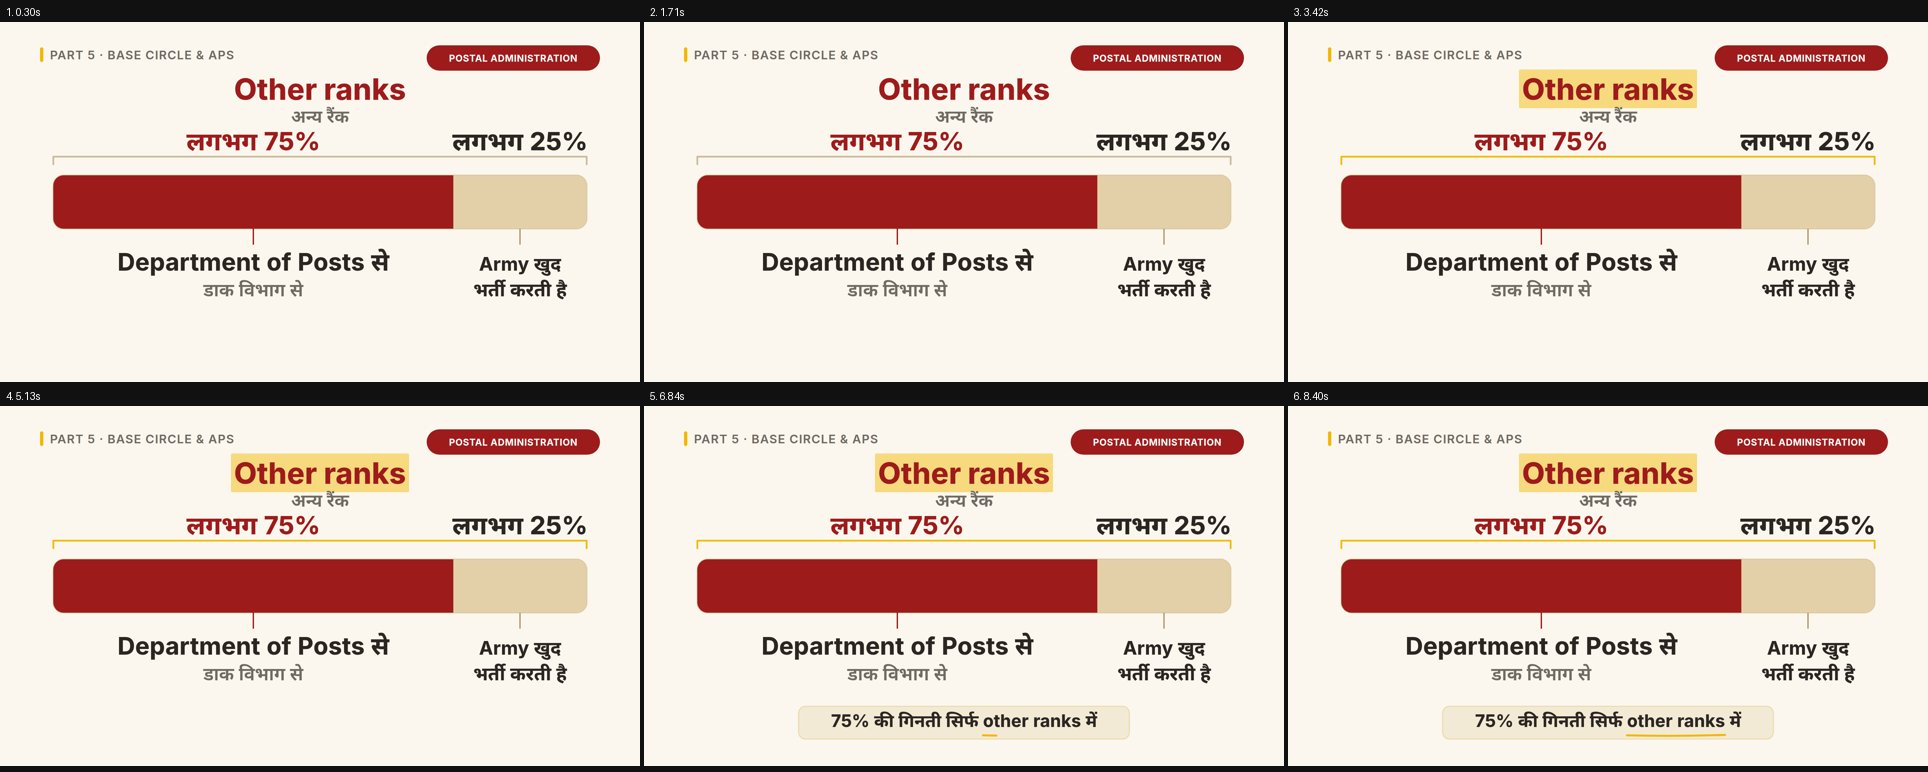 1. 0.30s
PART 5 · BASE CIRCLE & APS
POSTAL ADMINISTRATION
Other ranks
अन्य रैंक
लगभग 75%
लगभग 25%
Department of Posts से
डाक विभाग से
Army खुद
भर्ती करती है
2. 1.71s
PART 5 · BASE CIRCLE & APS
POSTAL ADMINISTRATION
Other ranks
अन्य रैंक
लगभग 75%
लगभग 25%
Department of Posts से
डाक विभाग से
Army खुद
भर्ती करती है
3. 3.42s
PART 5 · BASE CIRCLE & APS
POSTAL ADMINISTRATION
Other ranks
अन्य रैंक
लगभग 75%
लगभग 25%
Department of Posts से
डाक विभाग से
Army खुद
भर्ती करती है
4. 5.13s
PART 5 · BASE CIRCLE & APS
POSTAL ADMINISTRATION
Other ranks
अन्य रैंक
लगभग 75%
लगभग 25%
Department of Posts से
डाक विभाग से
Army खुद
भर्ती करती है
5. 6.84s
PART 5 · BASE CIRCLE & APS
POSTAL ADMINISTRATION
Other ranks
अन्य रैंक
लगभग 75%
लगभग 25%
Department of Posts से
डाक विभाग से
Army खुद
भर्ती करती है
75% की गिनती सिर्फ other ranks में
6. 8.40s
PART 5 · BASE CIRCLE & APS
POSTAL ADMINISTRATION
Other ranks
अन्य रैंक
लगभग 75%
लगभग 25%
Department of Posts से
डाक विभाग से
Army खुद
भर्ती करती है
75% की गिनती सिर्फ other ranks में